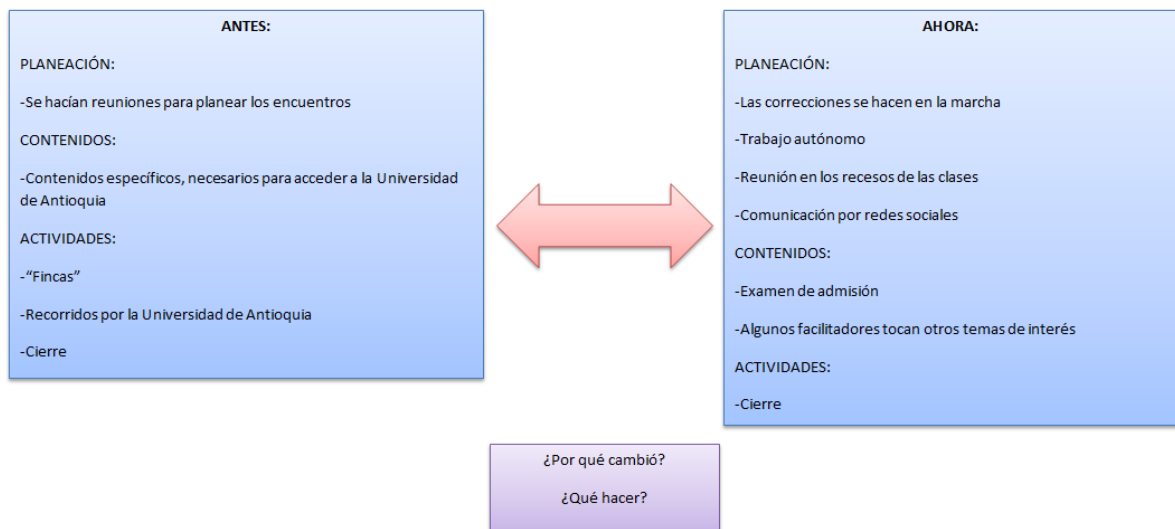 ANTES:
PLANEACIÓN:
-Se hacían reuniones para planear los encuentros
CONTENIDOS:
-Contenidos específicos, necesarios para acceder a la Universidad
de Antioquia
ACTIVIDADES:
-“Fincas”
-Recorridos por la Universidad de Antioquia
-Cierre
AHORA:
PLANEACIÓN:
-Las correcciones se hacen en la marcha
-Trabajo autónomo
-Reunión en los recesos de las clases
-Comunicación por redes sociales
CONTENIDOS:
-Examen de admisión
-Algunos facilitadores tocan otros temas de interés
ACTIVIDADES:
-Cierre
¿Por qué cambió?
¿Qué hacer?